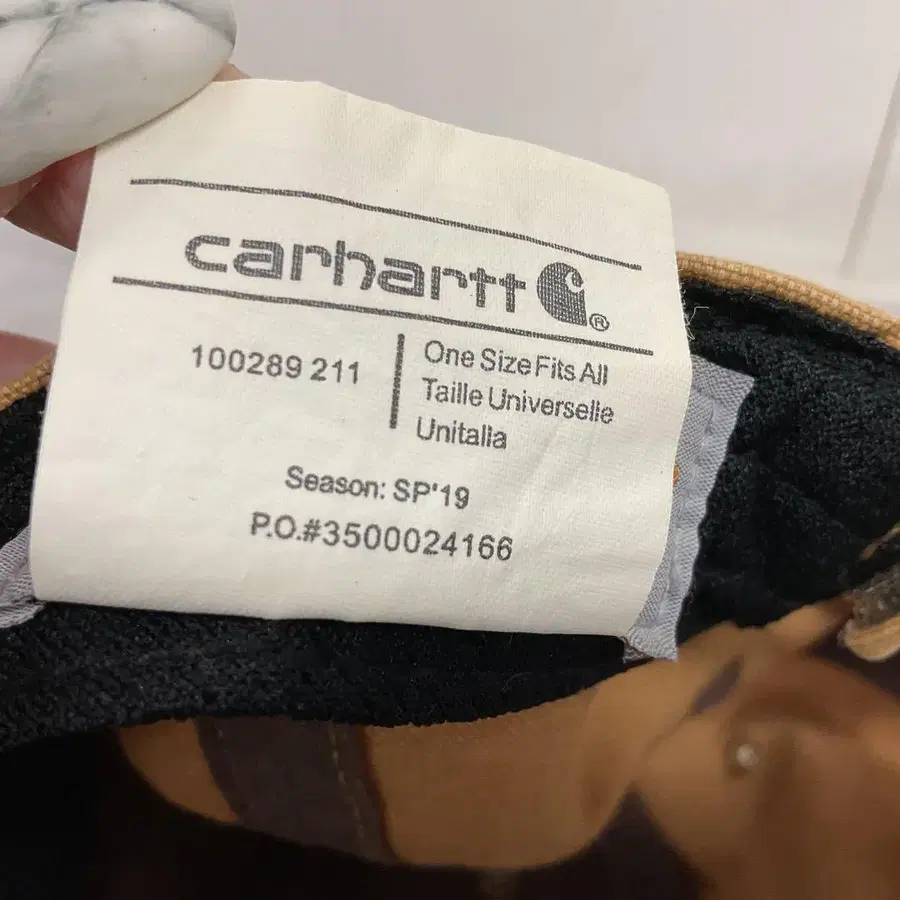 carhartt®
100289 211
One Size Fits All
Taille Universelle
Unitalla
Season: SP'19
P.O.#3500024166